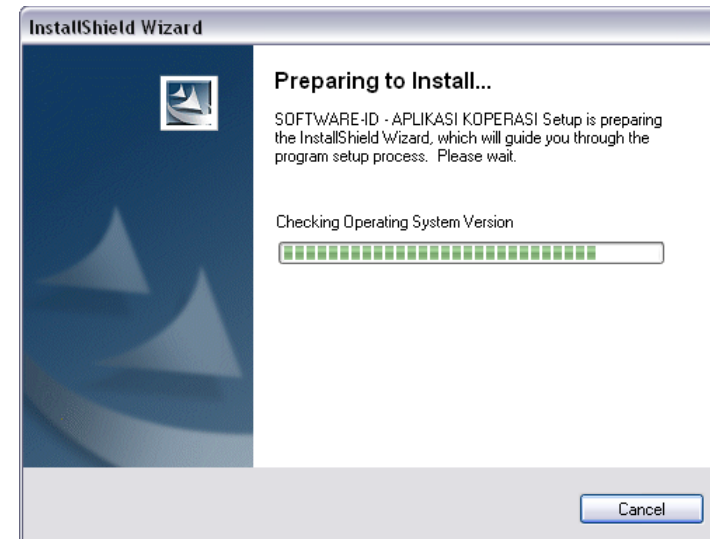 InstallShield Wizard
Preparing to Install...
SOFTWARE-ID - APLIKASI KOPERASI Setup is preparing
the InstallShield Wizard, which will guide you through the
program setup process.  Please wait.
Checking Operating System Version
Cancel